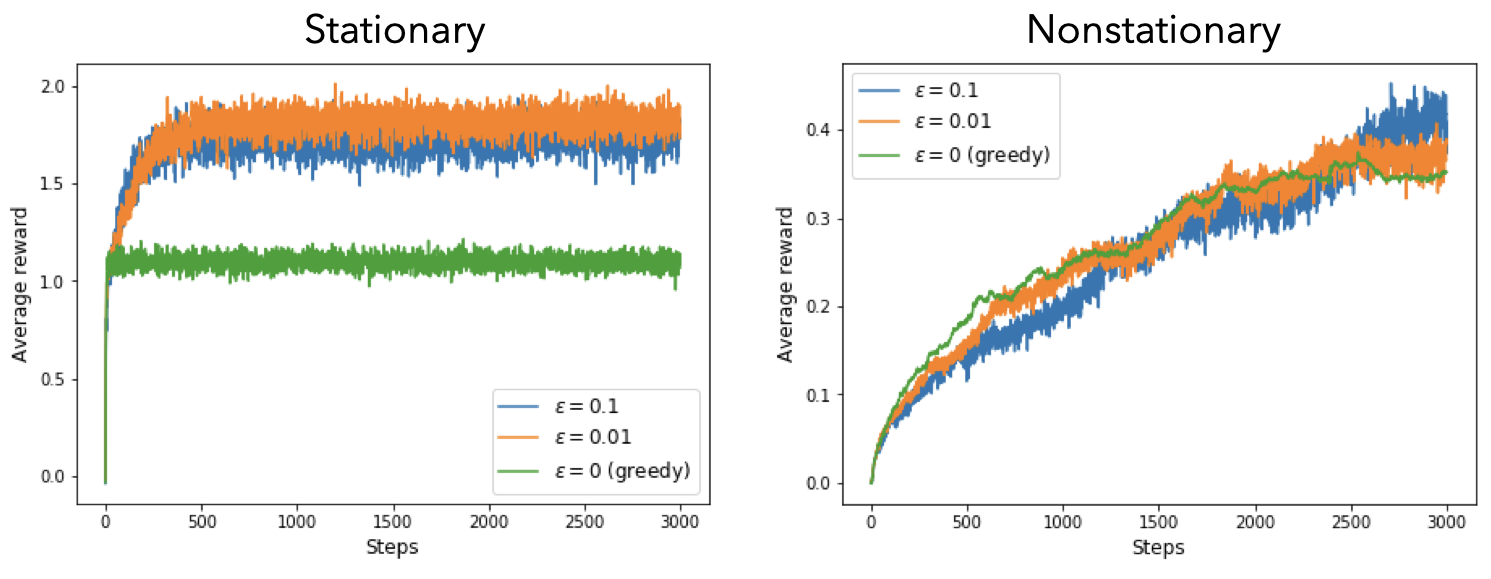 Stationary
2.0
1.5
1.0
0.5
0.0
Average reward
0
500
1000
1500
2000
2500
3000
Steps
ε = 0.1
ε = 0.01
ε = 0 (greedy)
Nonstationary
ε = 0.1
ε = 0.01
ε = 0 (greedy)
0.4
0.3
0.2
0.1
0.0
Average reward
0
500
1000
1500
2000
2500
3000
Steps